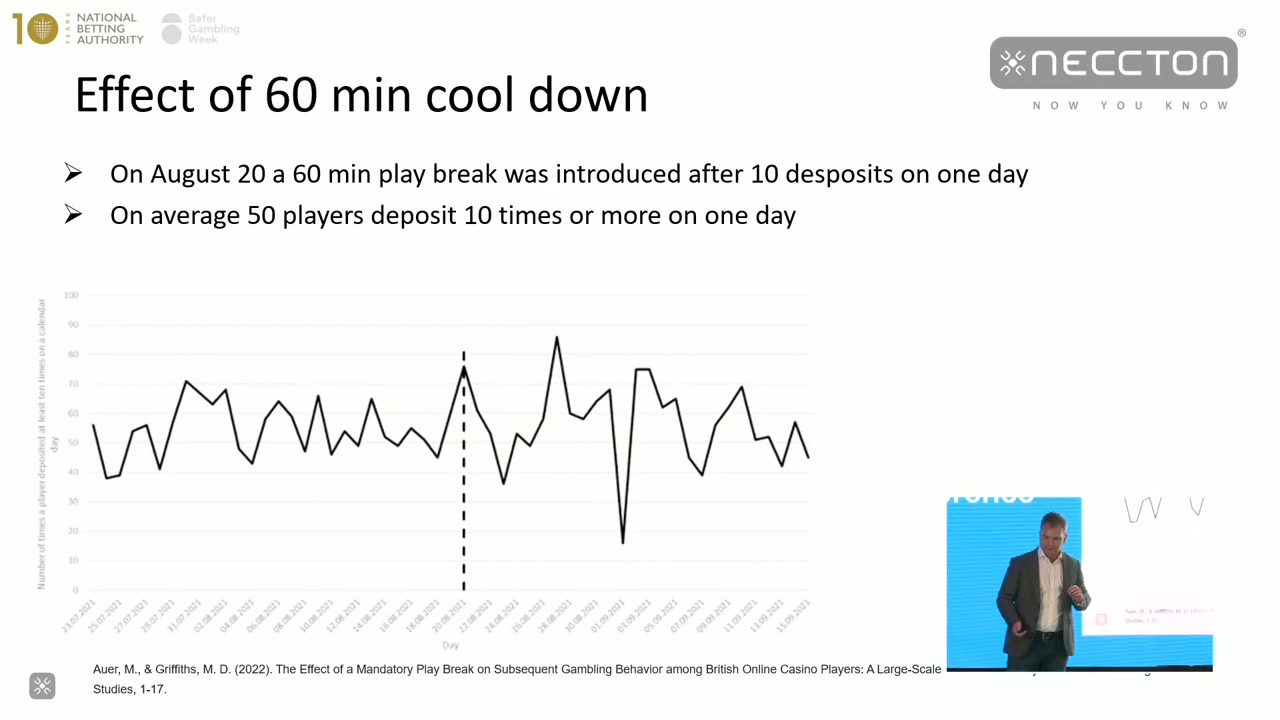 10 YEARS
NATIONAL
BETTING
AUTHORITY
Safer
Gambling
Week
NECCTON®
NOW YOU KNOW
Effect of 60 min cool down
➢ On August 20 a 60 min play break was introduced after 10 desposits on one day
➢ On average 50 players deposit 10 times or more on one day
Number of times a player deposited at least ten times on a calendar
day
100
90
80
70
60
50
40
30
20
10
0
23.07.2021 25.07.2021 27.07.2021 29.07.2021 31.07.2021 02.08.2021 04.08.2021 06.08.2021 08.08.2021 10.08.2021 12.08.2021 14.08.2021 16.08.2021 18.08.2021 20.08.2021 22.08.2021 24.08.2021 26.08.2021 28.08.2021 30.08.2021 01.09.2021 03.09.2021 05.09.2021 07.09.2021 09.09.2021 11.09.2021 13.09.2021 15.09.2021
Day
Auer, M., & Griffiths, M. D. (2022). The Effect of a Mandatory Play Break on Subsequent Gambling Behavior among British Online Casino Players: A Large-Scale
Studies, 1-17.